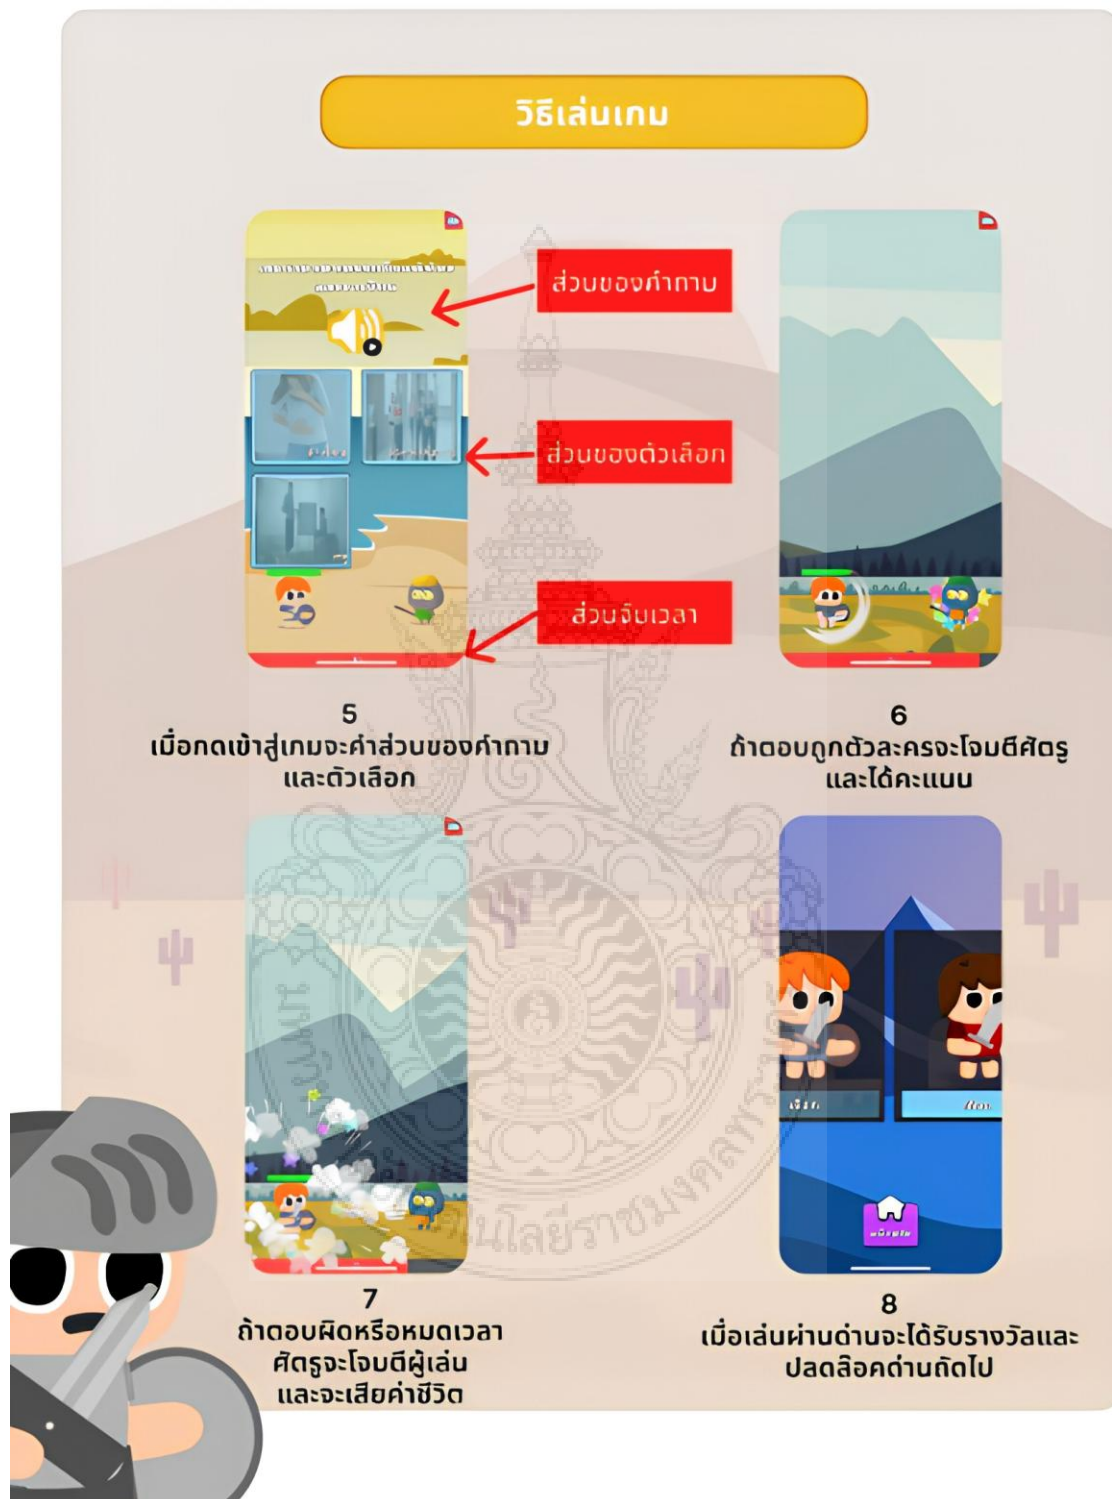 วิธีเล่นเกม
ส่วนของคำถาม
ส่วนของตัวเลือก
ส่วนจับเวลา
5
เมื่อกดเข้าสู่เกมจะคำส่วนของคำถาม
และตัวเลือก
6
ถ้าตอบถูกตัวละครจะโจมตีศัตรู
และได้คะแนน
7
ถ้าตอบผิดหรือหมดเวลา
ศัตรูจะโจมตีผู้เล่น
และจะเสียค่าชีวิต
8
เมื่อเล่นผ่านด่านจะได้รับรางวัลและ
ปลดล๊อคด่านถัดไป